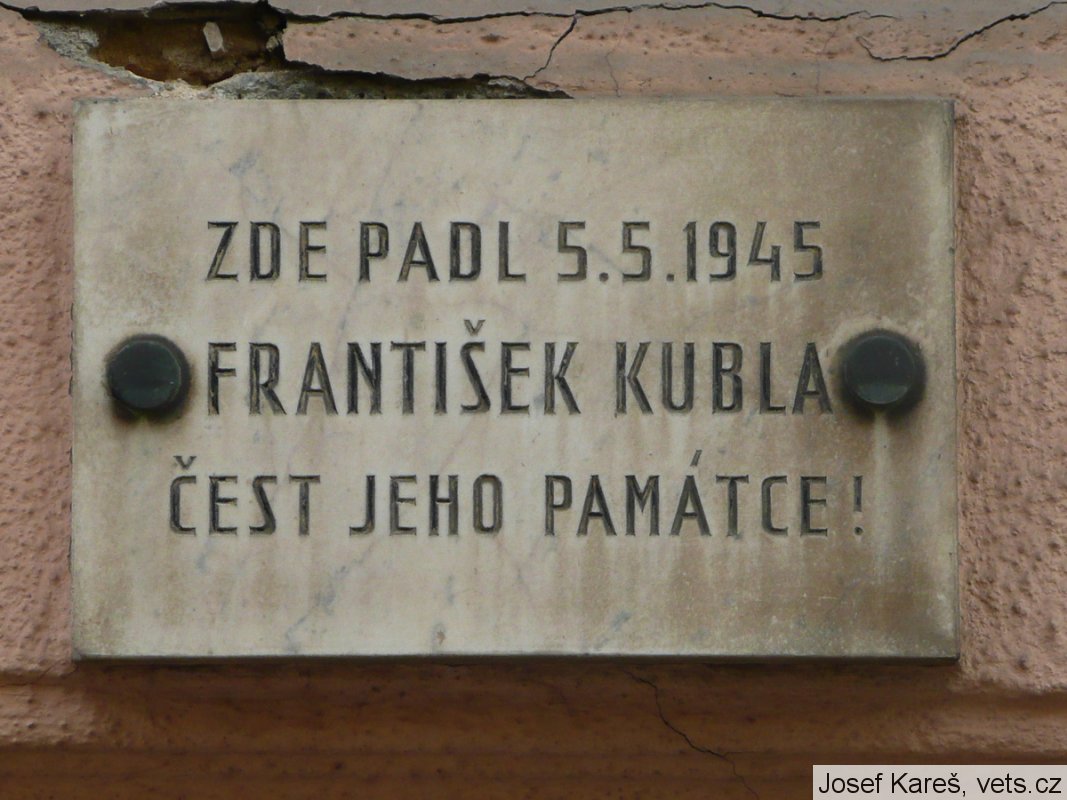 ZDE PADL 5.5.1945
FRANTIŠEK KUBLA
ČEST JEHO PAMÁTCE!
Josef Kareš, vets.cz